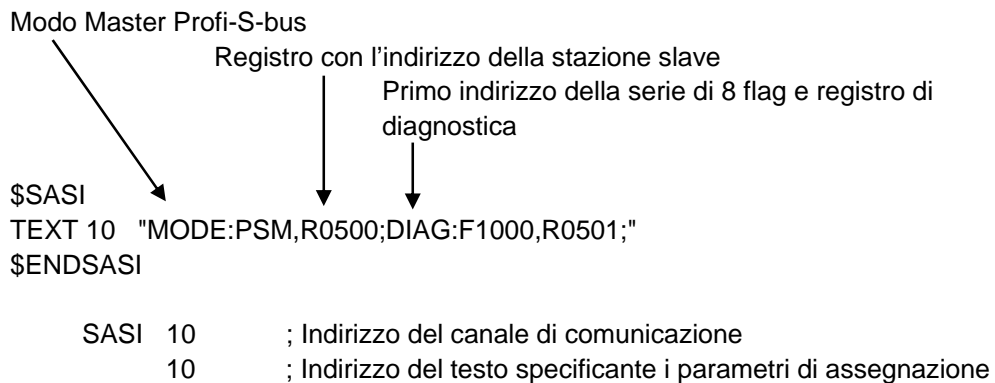 Modo Master Profi-S-bus
Registro con l’indirizzo della stazione slave
Primo indirizzo della serie di 8 flag e registro di
diagnostica
$SASI
TEXT 10 "MODE:PSM,R0500;DIAG:F1000,R0501;"
$ENDSASI
SASI 10 ; Indirizzo del canale di comunicazione
10 ; Indirizzo del testo specificante i parametri di assegnazione